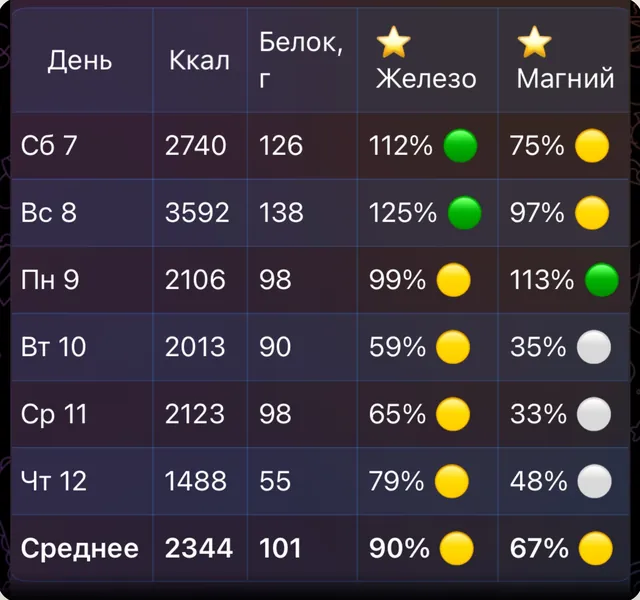 День Ккал Белок, г ⭐ Железо ⭐ Магний
Сб 7 2740 126 112% 🟢 75% 🟡
Вс 8 3592 138 125% 🟢 97% 🟡
Пн 9 2106 98 99% 🟡 113% 🟢
Вт 10 2013 90 59% 🟡 35% ⚪
Ср 11 2123 98 65% 🟡 33% ⚪
Чт 12 1488 55 79% 🟡 48% ⚪
Среднее 2344 101 90% 🟡 67% 🟡